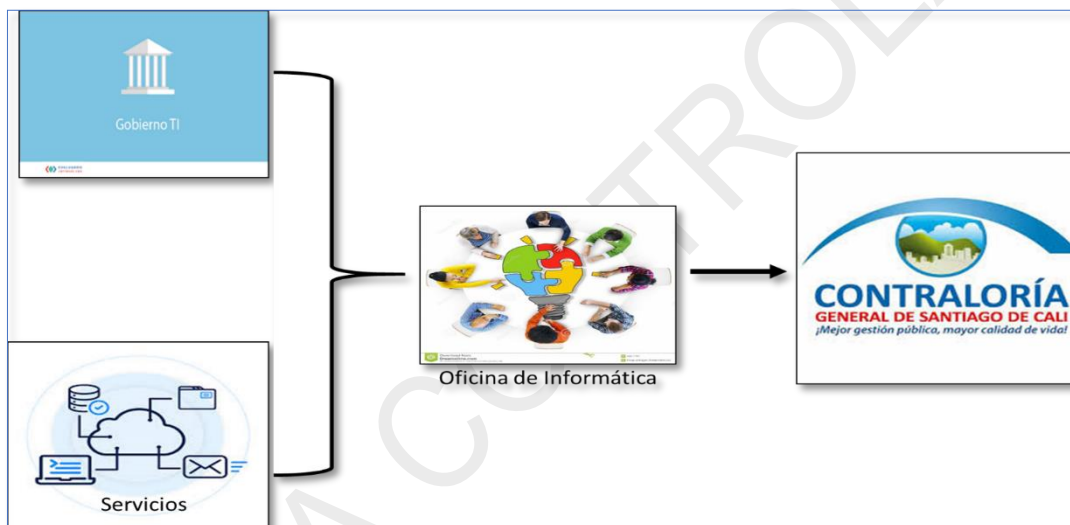 Gobierno TI
Oficina de Informática
Servicios
CONTRALORÍA
GENERAL DE SANTIAGO DE CALI
¡Mejor gestión pública, mayor calidad de vida!